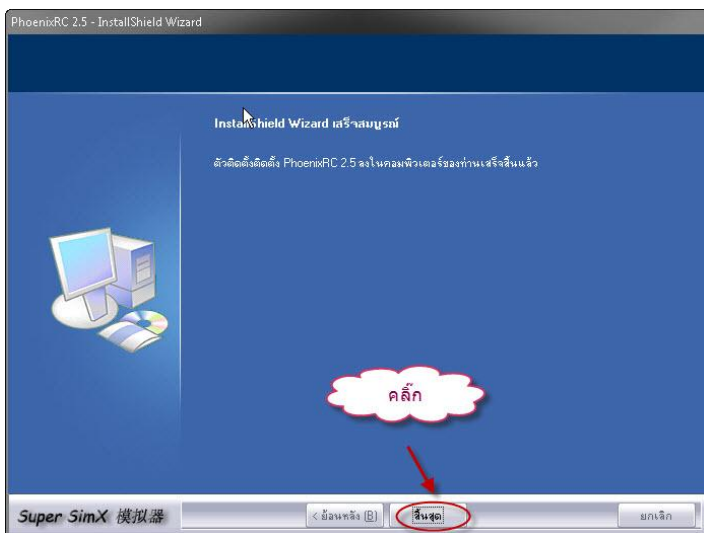 PhoenixRC 2.5 - InstallShield Wizard
InstallShield Wizard เสร็จสมบูรณ์
ตัวติดตั้งติดตั้ง PhoenixRC 2.5 ลงในคอมพิวเตอร์ของท่านเสร็จสิ้นแล้ว
คลิ๊ก
Super SimX 模拟器
< ย้อนหลัง (B)
สิ้นสุด
ยกเลิก